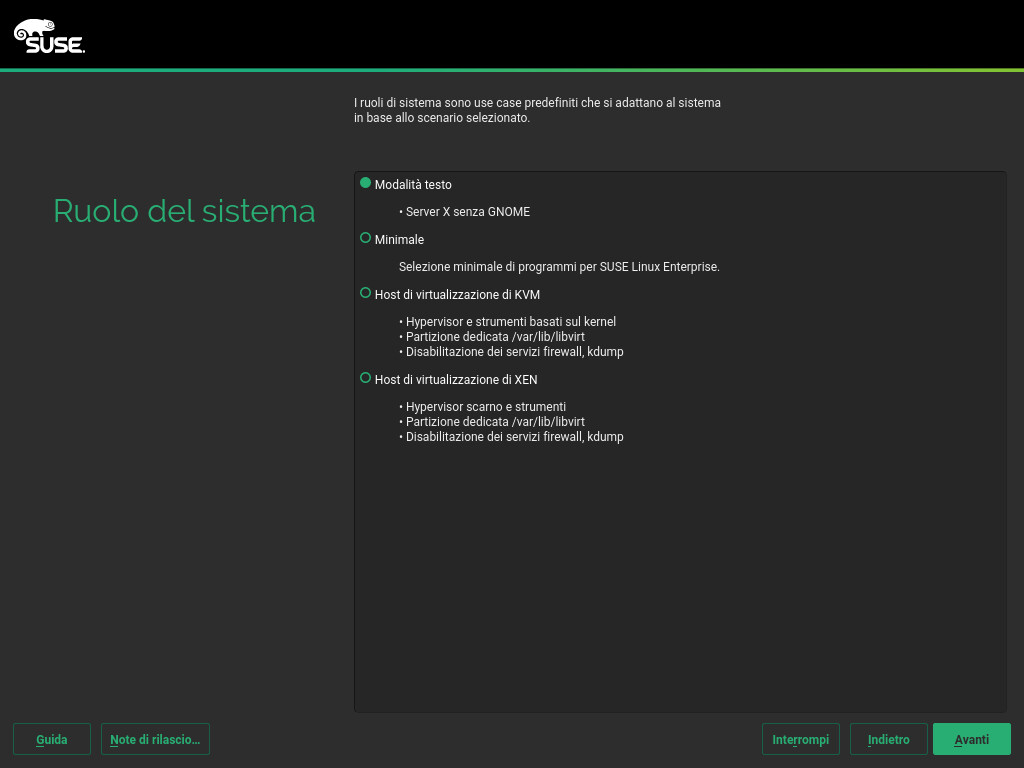 SUSE.
I ruoli di sistema sono use case predefiniti che si adattano al sistema
in base allo scenario selezionato.
Ruolo del sistema
Modalità testo
• Server X senza GNOME
Minimale
Selezione minimale di programmi per SUSE Linux Enterprise.
Host di virtualizzazione di KVM
• Hypervisor e strumenti basati sul kernel
• Partizione dedicata /var/lib/libvirt
• Disabilitazione dei servizi firewall, kdump
Host di virtualizzazione di XEN
• Hypervisor scarno e strumenti
• Partizione dedicata /var/lib/libvirt
• Disabilitazione dei servizi firewall, kdump
Guida
Note di rilascio...
Interrompi
Indietro
Avanti